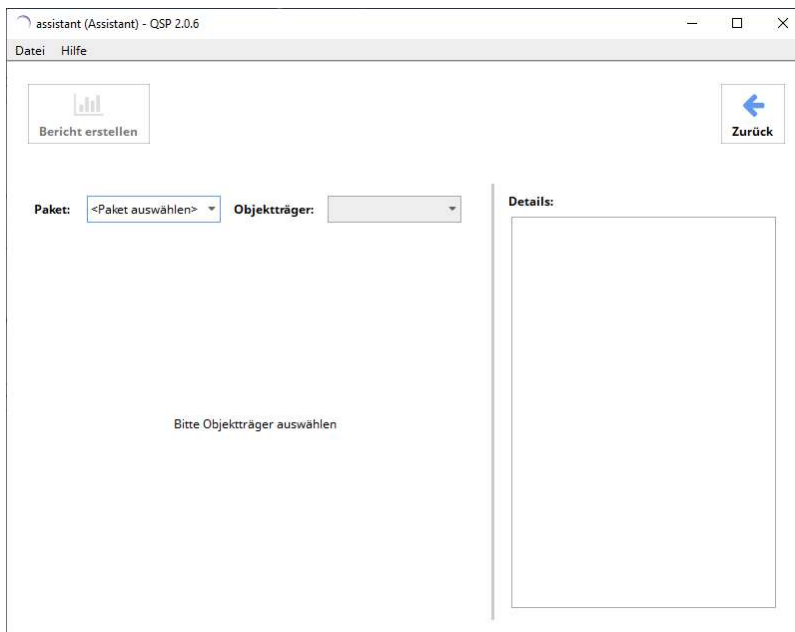 assistant (Assistant) - QSP 2.0.6
Datei Hilfe
Bericht erstellen
Zurück
Paket: <Paket auswählen> Objektträger:
Details:
Bitte Objektträger auswählen